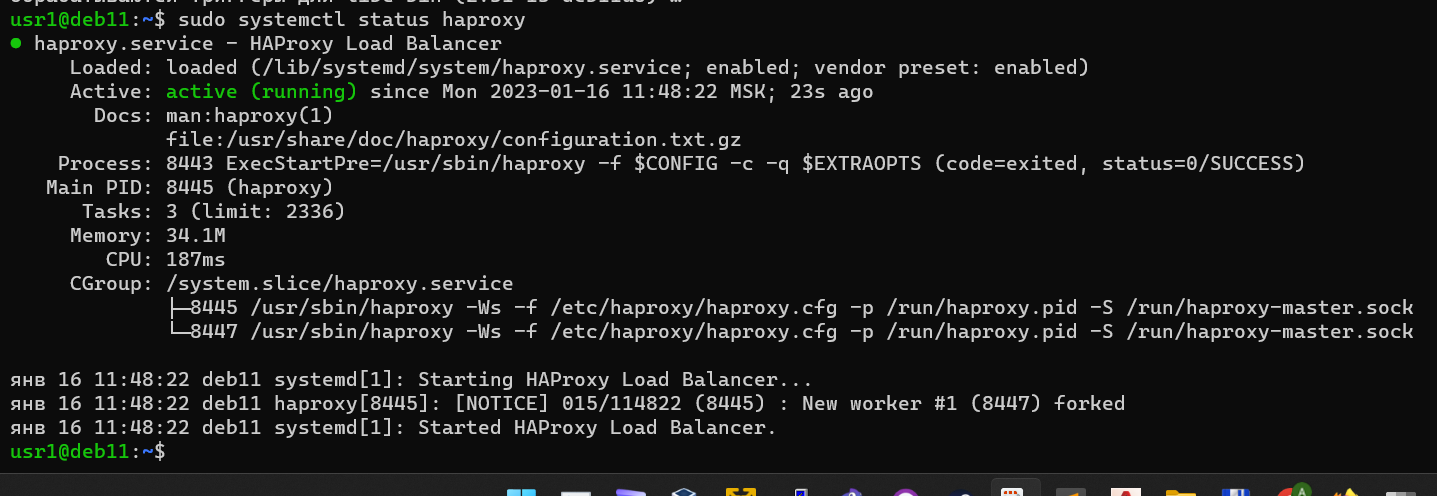 usr1@deb11:~$ sudo systemctl status haproxy
● haproxy.service - HAProxy Load Balancer
     Loaded: loaded (/lib/systemd/system/haproxy.service; enabled; vendor preset: enabled)
     Active: active (running) since Mon 2023-01-16 11:48:22 MSK; 23s ago
       Docs: man:haproxy(1)
             file:/usr/share/doc/haproxy/configuration.txt.gz
    Process: 8443 ExecStartPre=/usr/sbin/haproxy -f $CONFIG -c -q $EXTRAOPTS (code=exited, status=0/SUCCESS)
   Main PID: 8445 (haproxy)
      Tasks: 3 (limit: 2336)
     Memory: 34.1M
        CPU: 187ms
     CGroup: /system.slice/haproxy.service
             ├─8445 /usr/sbin/haproxy -Ws -f /etc/haproxy/haproxy.cfg -p /run/haproxy.pid -S /run/haproxy-master.sock
             └─8447 /usr/sbin/haproxy -Ws -f /etc/haproxy/haproxy.cfg -p /run/haproxy.pid -S /run/haproxy-master.sock

янв 16 11:48:22 deb11 systemd[1]: Starting HAProxy Load Balancer...
янв 16 11:48:22 deb11 haproxy[8445]: [NOTICE] 015/114822 (8445) : New worker #1 (8447) forked
янв 16 11:48:22 deb11 systemd[1]: Started HAProxy Load Balancer.
usr1@deb11:~$